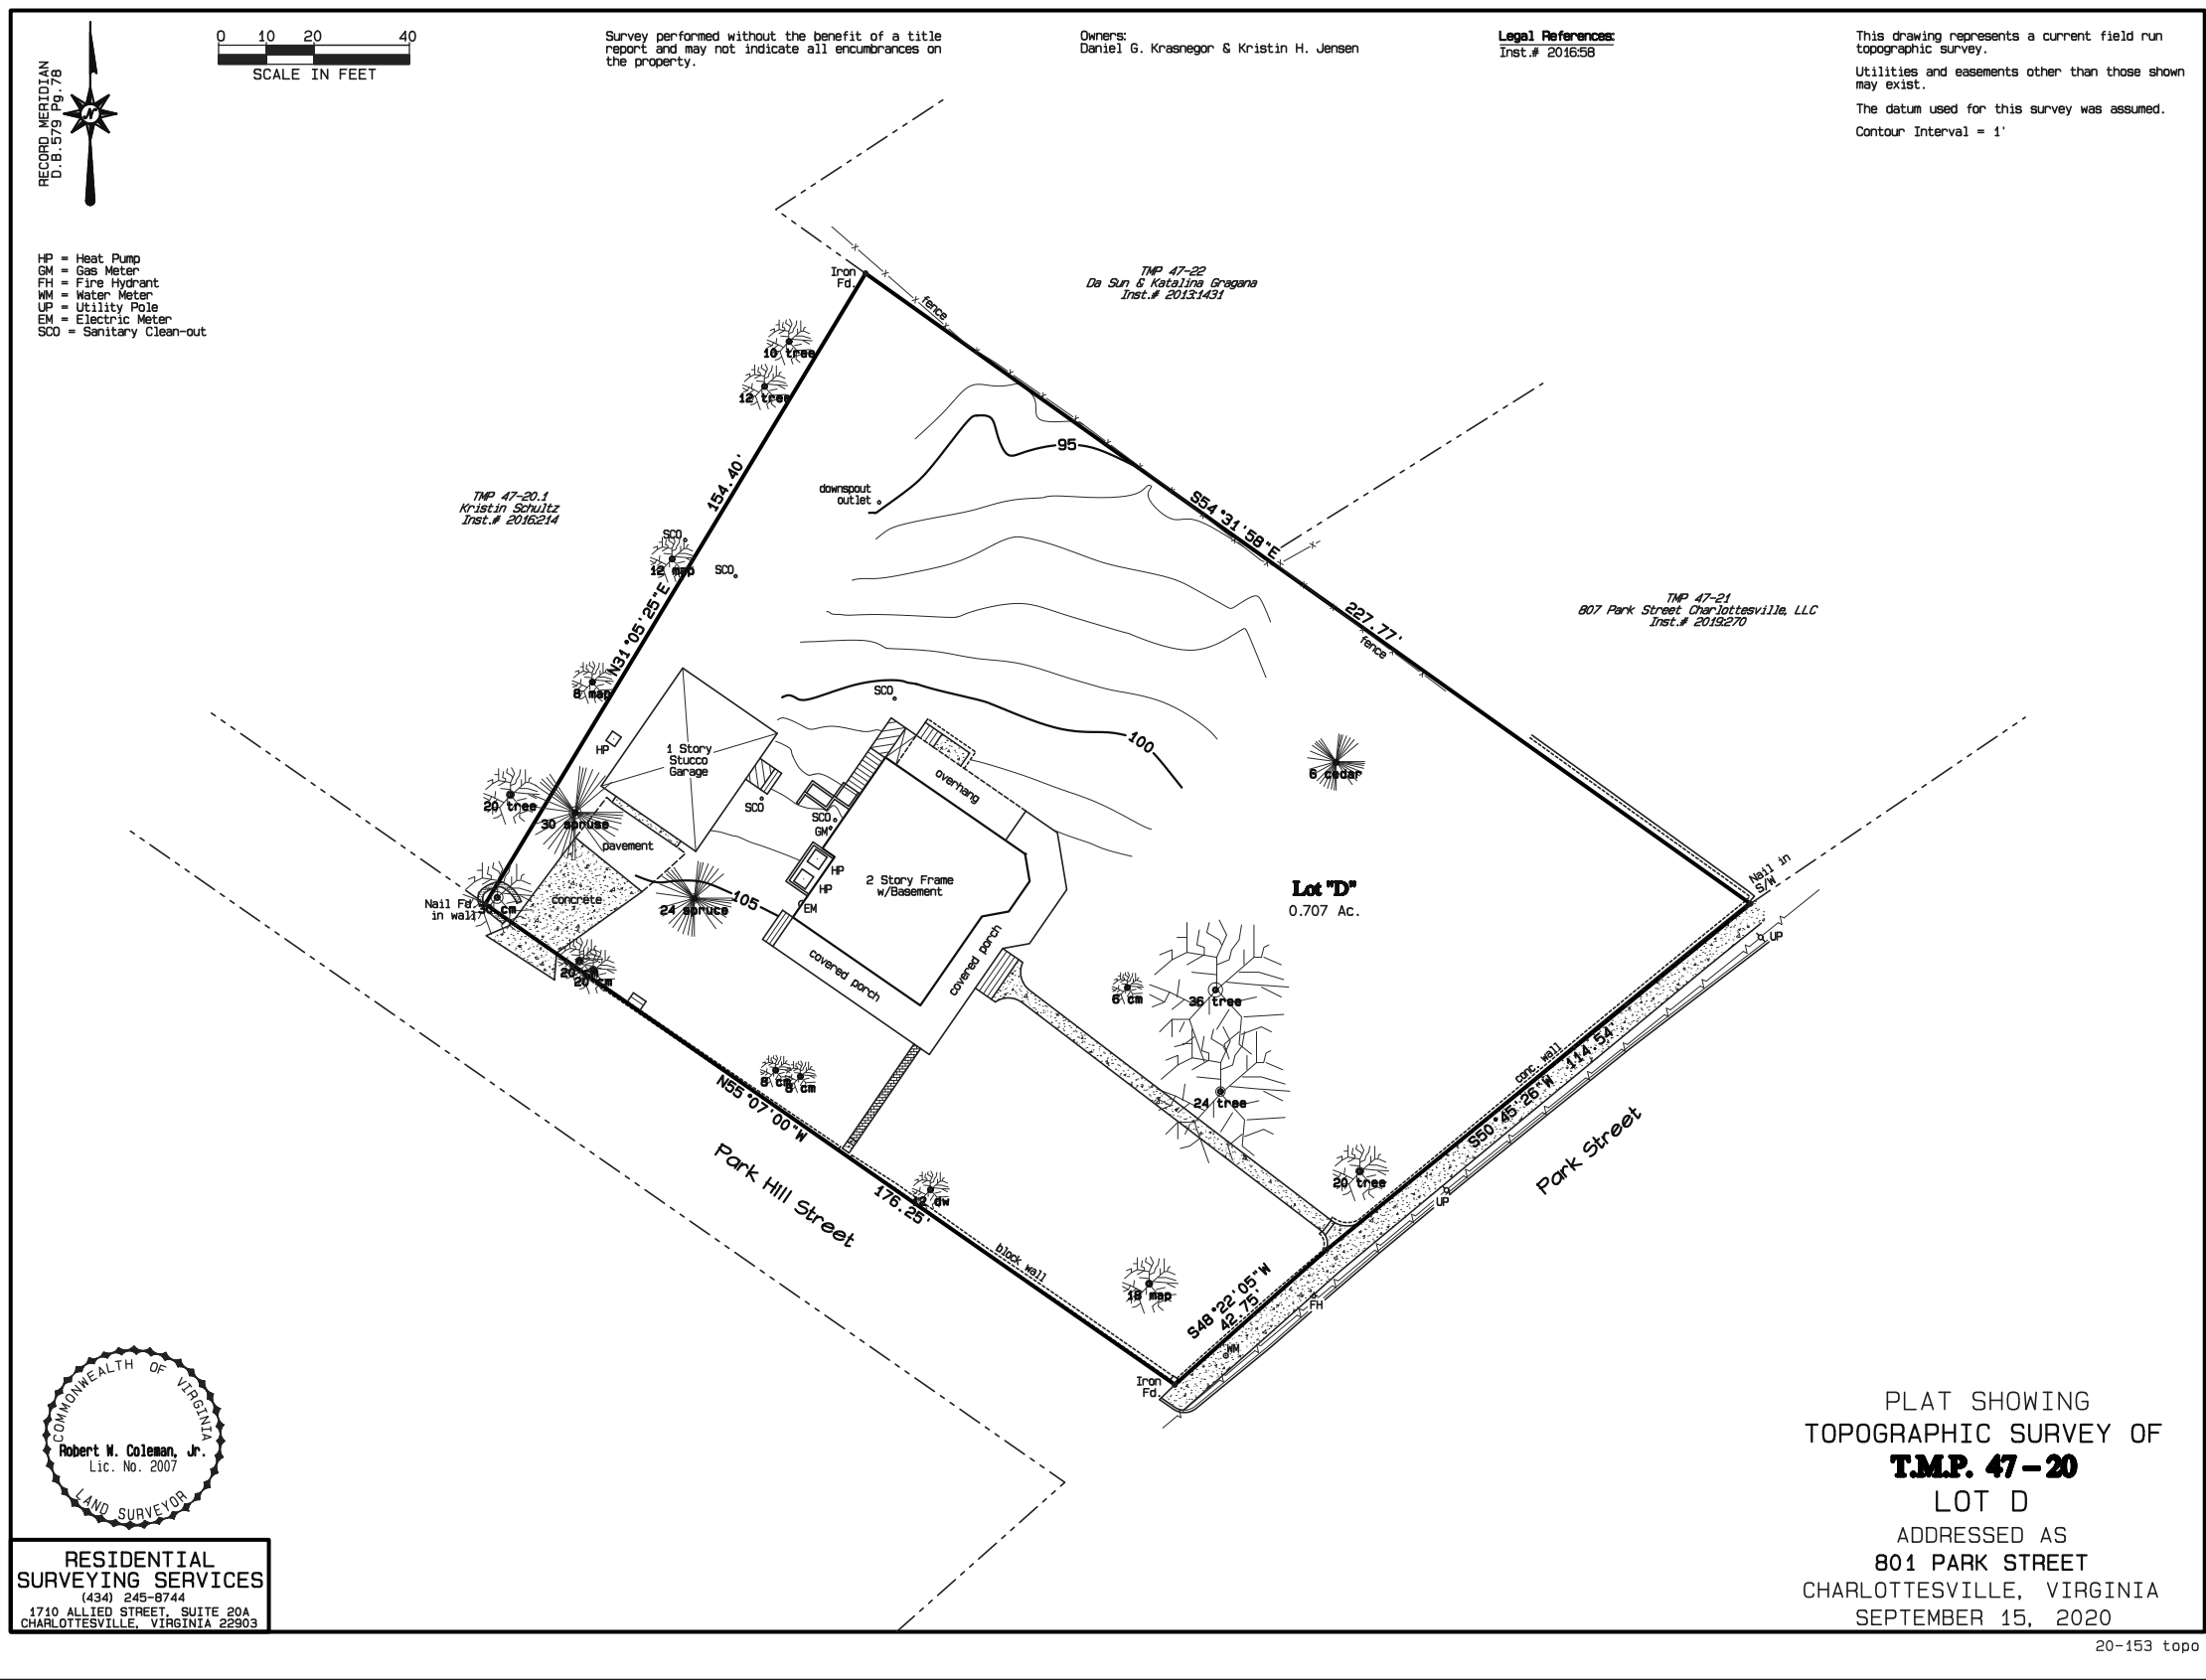 0 10 20 40
SCALE IN FEET
RECORD MERIDIAN
D.B.579 Pg.78
N
Survey performed without the benefit of a title
report and may not indicate all encumbrances on
the property.
Owners:
Daniel G. Krasnegor & Kristin H. Jensen
Legal References:
Inst.# 2016:58
This drawing represents a current field run
topographic survey.
Utilities and easements other than those shown
may exist.
The datum used for this survey was assumed.
Contour Interval = 1'
HP = Heat Pump
GM = Gas Meter
FH = Fire Hydrant
WM = Water Meter
UP = Utility Pole
EM = Electric Meter
SCO = Sanitary Clean-out
Iron
Fd.
fence
TMP 47-22
Da Sun & Katalina Gragana
Inst.# 2013:1431
10 tree
12 tree
95
154.40'
downspout
outlet
TMP 47-20.1
Kristin Schultz
Inst.# 2016:214
S54°31'58"E
SCO
12 map
SCO
N31°05'25"E
227.77'
fence
TMP 47-21
807 Park Street Charlottesville, LLC
Inst.# 2019:270
8 map
SCO
HP
1 Story
Stucco
Garage
100
6 cedar
overhang
20 tree
30 spruse
SCO
SCO
GM
pavement
HP
HP
2 Story Frame
w/Basement
Lot "D"
0.707 Ac.
Nail in
S/W
Nail Fd.
in wall
36 cm
concrete
24 spruce
105
EM
UP
covered porch
covered porch
20 cm
20 cm
6 cm
36 tree
8 cm
8 cm
24 tree
conc. wall
S50°45'26"W 114.54'
N55°07'00"W
Park Street
Park Hill Street
20 tree
UP
12 dw
176.25'
block wall
18 map
S48°22'05"W
42.75'
FH
WM
Iron
Fd.
COMMONWEALTH OF VIRGINIA
Robert W. Coleman, Jr.
Lic. No. 2007
LAND SURVEYOR
RESIDENTIAL
SURVEYING SERVICES
(434) 245-8744
1710 ALLIED STREET, SUITE 20A
CHARLOTTESVILLE, VIRGINIA 22903
PLAT SHOWING
TOPOGRAPHIC SURVEY OF
T.M.P. 47-20
LOT D
ADDRESSED AS
801 PARK STREET
CHARLOTTESVILLE, VIRGINIA
SEPTEMBER 15, 2020
20-153 topo